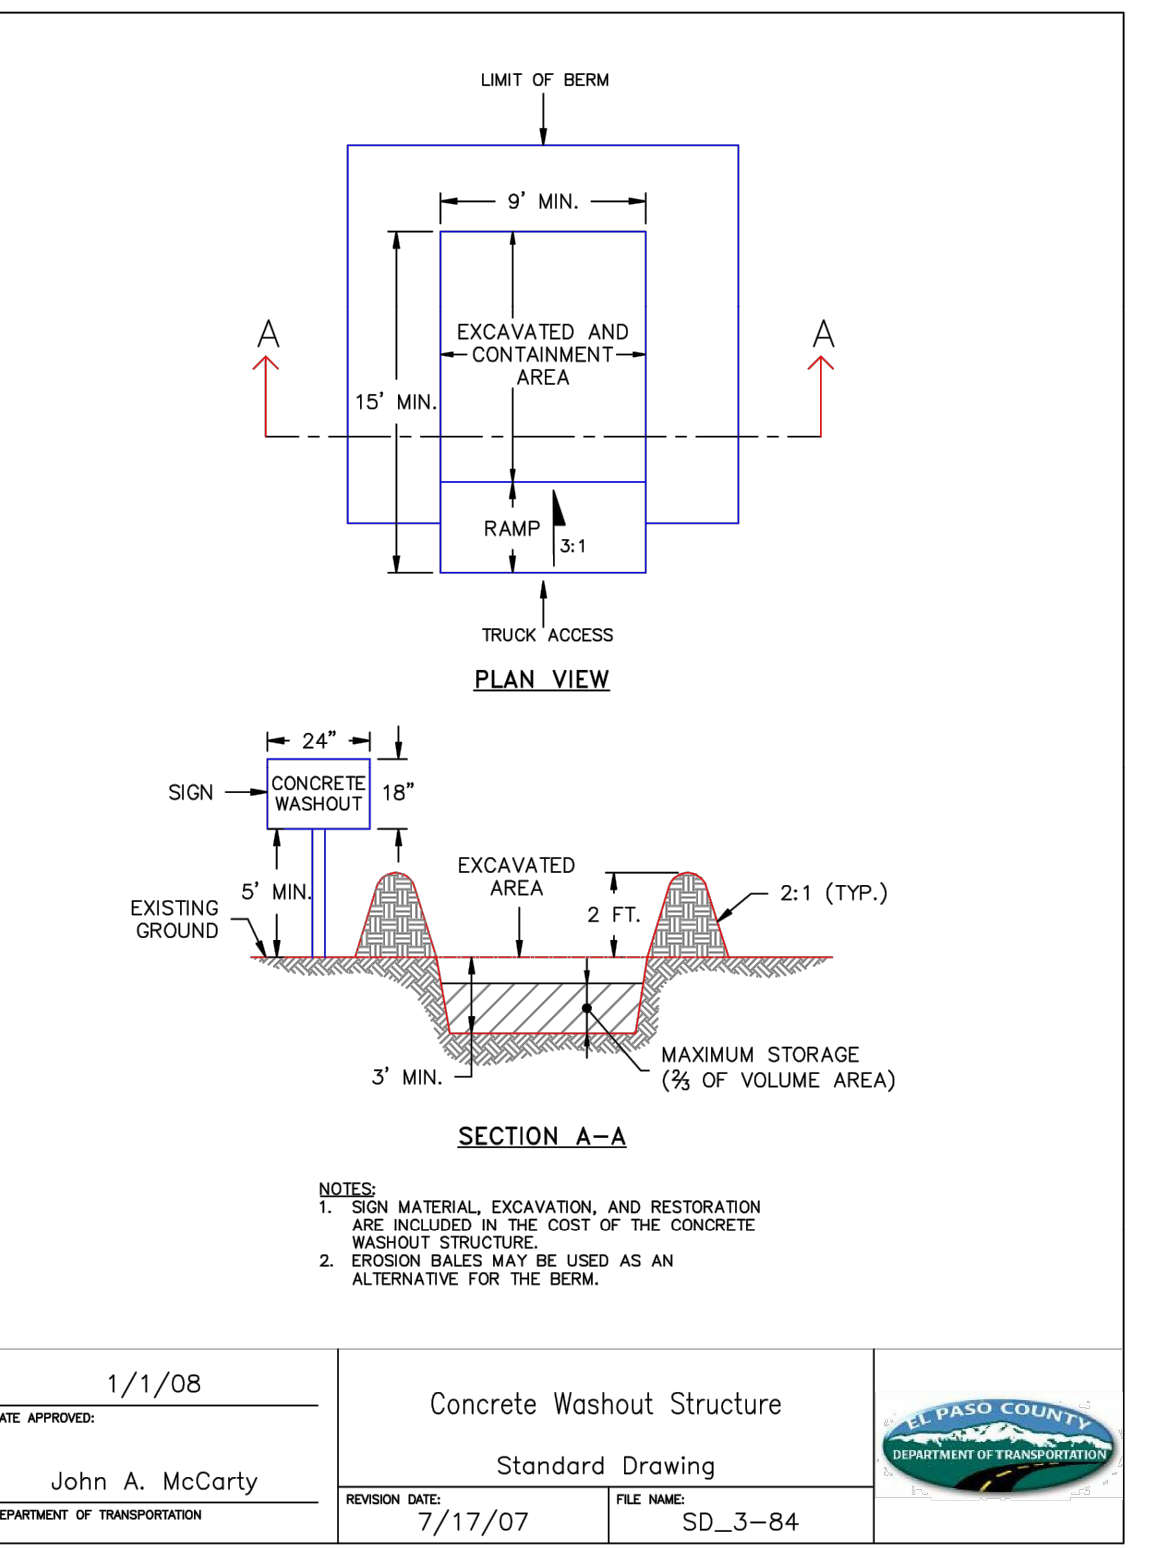 LIMIT OF BERM
9' MIN.
EXCAVATED AND
CONTAINMENT
AREA
A
A
15' MIN.
RAMP
3:1
TRUCK ACCESS
PLAN VIEW
24"
SIGN
CONCRETE
WASHOUT
18"
5' MIN.
EXISTING
GROUND
EXCAVATED
AREA
2 FT.
2:1 (TYP.)
3' MIN.
MAXIMUM STORAGE
(⅔ OF VOLUME AREA)
SECTION A-A
NOTES:
1. SIGN MATERIAL, EXCAVATION, AND RESTORATION
ARE INCLUDED IN THE COST OF THE CONCRETE
WASHOUT STRUCTURE.
2. EROSION BALES MAY BE USED AS AN
ALTERNATIVE FOR THE BERM.
1/1/08
ATE APPROVED:
John A. McCarty
EPARTMENT OF TRANSPORTATION
Concrete Washout Structure
Standard Drawing
REVISION DATE:
7/17/07
FILE NAME:
SD_3-84
EL PASO COUNTY
DEPARTMENT OF TRANSPORTATION